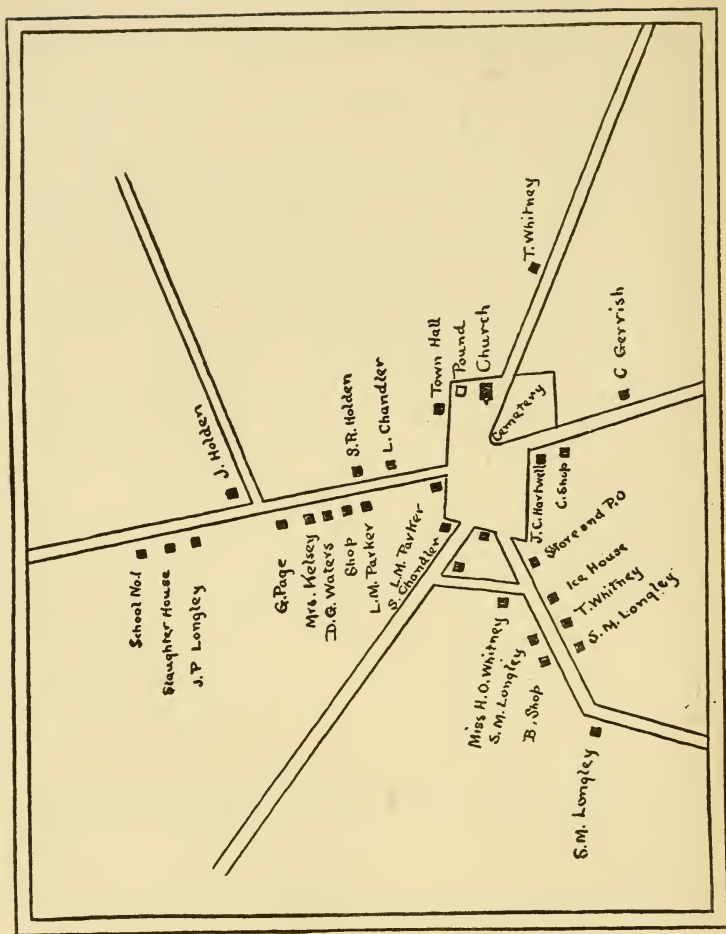 School No.1
Slaughter House
J.P Longley
J. Holden
G. Page
Mrs. Kelsey
D.G. Waters
Shop
L.M. Parker
S.R. Holden
L. Chandler
Town Hall
Pound
Church
T. Whitney
Cemetery
C Gerrish
L.M. Parker
S. Chandler
J.C. Hartwell
C. Shop
Store and P.O
Ice House
T. Whitney
S.M. Longley
Miss H.O. Whitney
S.M. Longley
B. Shop
S.M. Longley